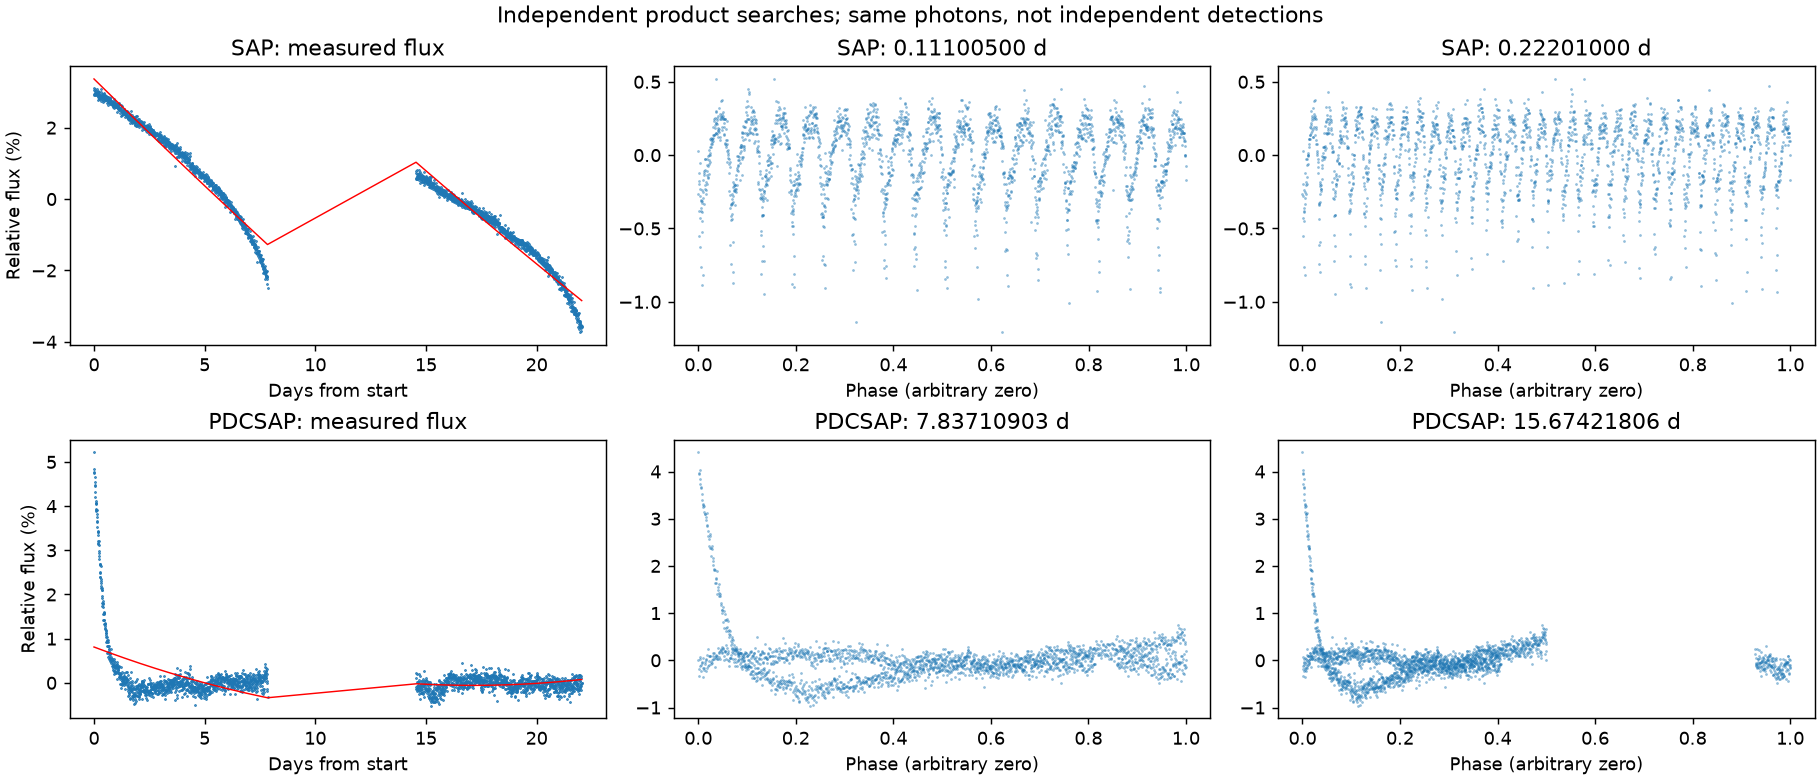 Independent product searches; same photons, not independent detections
SAP: measured flux
SAP: 0.11100500 d
SAP: 0.22201000 d
Relative flux (%)
2
0
−2
−4
0.5
0.0
−0.5
−1.0
0.5
0.0
−0.5
−1.0
0 5 10 15 20
0.0 0.2 0.4 0.6 0.8 1.0
0.0 0.2 0.4 0.6 0.8 1.0
Days from start
Phase (arbitrary zero)
Phase (arbitrary zero)
PDCSAP: measured flux
PDCSAP: 7.83710903 d
PDCSAP: 15.67421806 d
Relative flux (%)
5
4
3
2
1
0
4
3
2
1
0
−1
4
3
2
1
0
−1
0 5 10 15 20
0.0 0.2 0.4 0.6 0.8 1.0
0.0 0.2 0.4 0.6 0.8 1.0
Days from start
Phase (arbitrary zero)
Phase (arbitrary zero)